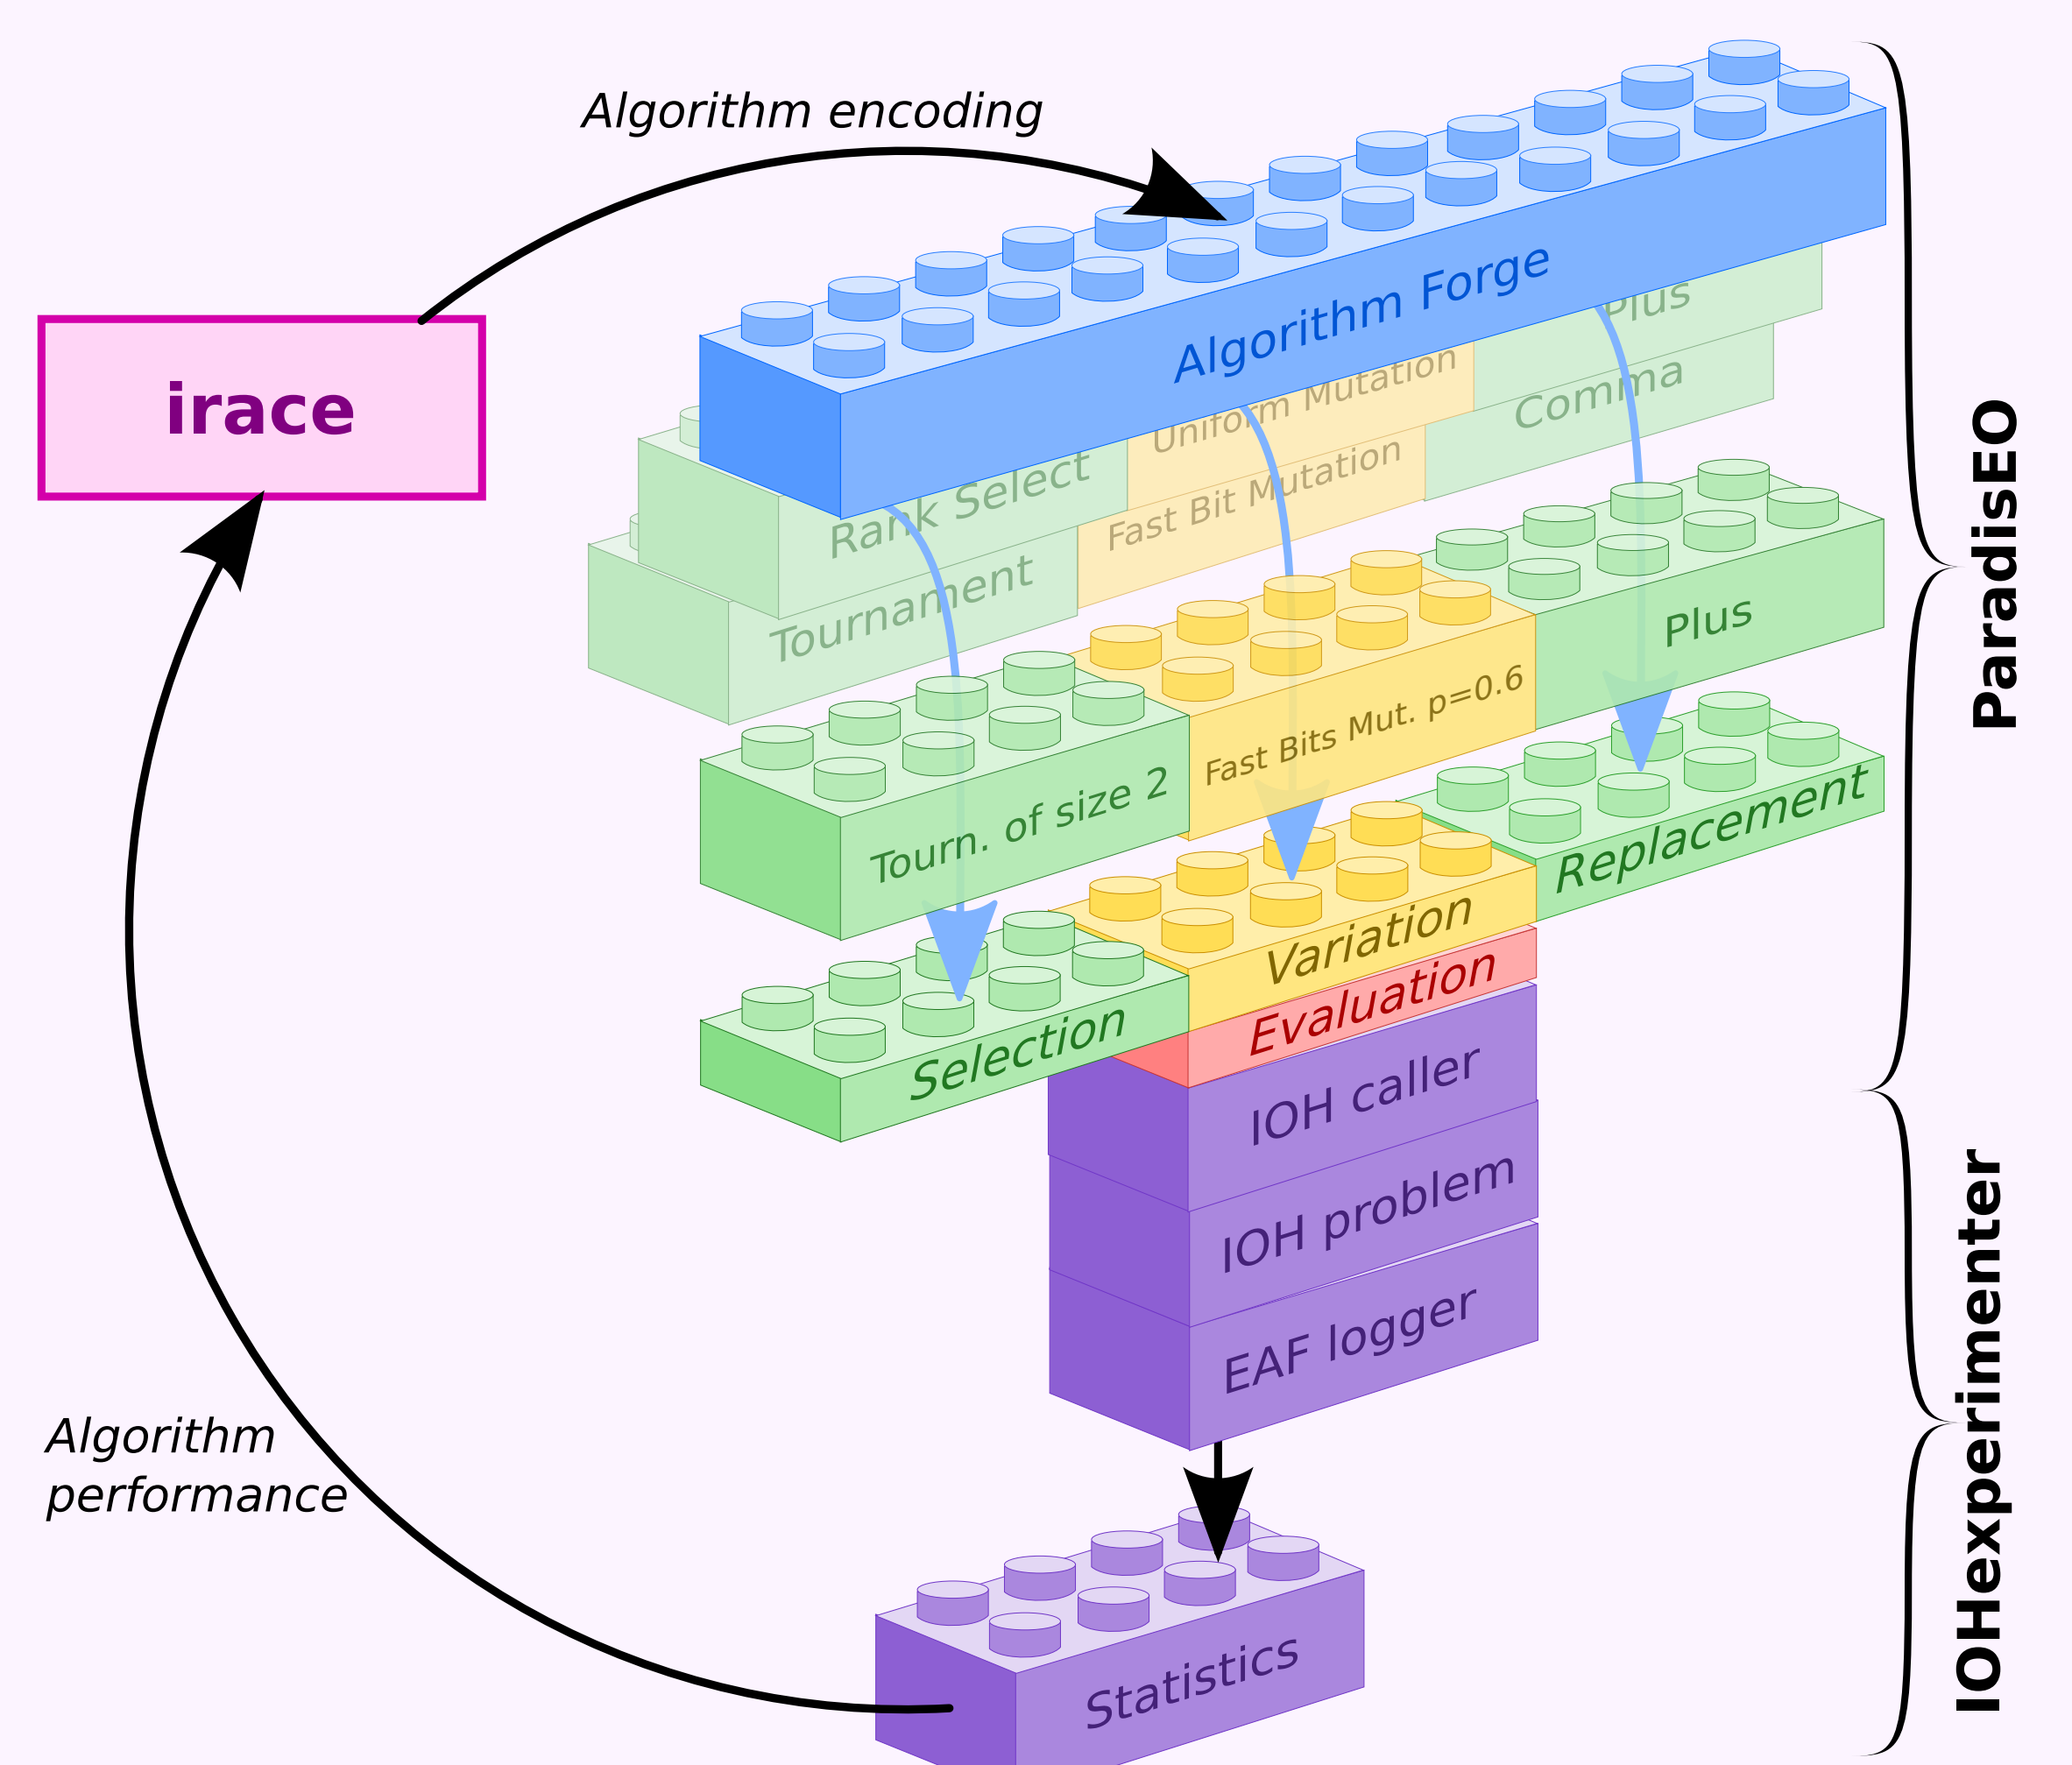 Algorithm encoding
irace
Algorithm Forge
Plus
Uniform Mutation
Comma
Rank Select
Fast Bit Mutation
Tournament
Plus
Fast Bits Mut. p=0.6
Tourn. of size 2
Replacement
Variation
Selection
Evaluation
IOH caller
IOH problem
EAF logger
Algorithm
performance
Statistics
ParadisEO
IOHexperimenter